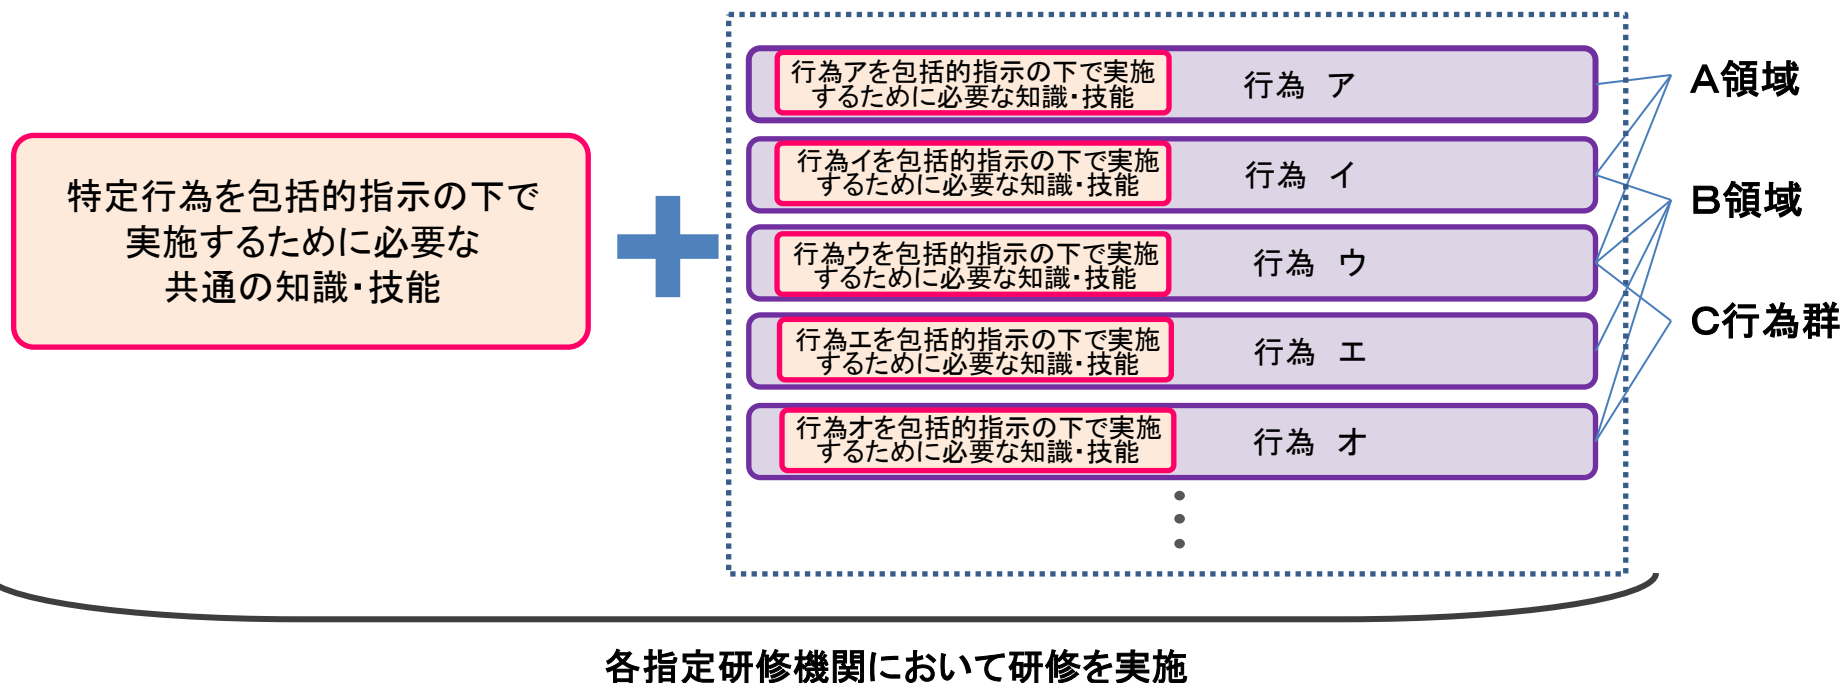 特定行為を包括的指示の下で
実施するために必要な
共通の知識・技能
行為アを包括的指示の下で実施
するために必要な知識・技能
行為　ア
行為イを包括的指示の下で実施
するために必要な知識・技能
行為　イ
行為ウを包括的指示の下で実施
するために必要な知識・技能
行為　ウ
行為エを包括的指示の下で実施
するために必要な知識・技能
行為　エ
行為オを包括的指示の下で実施
するために必要な知識・技能
行為　オ
A領域
B領域
C行為群
各指定研修機関において研修を実施